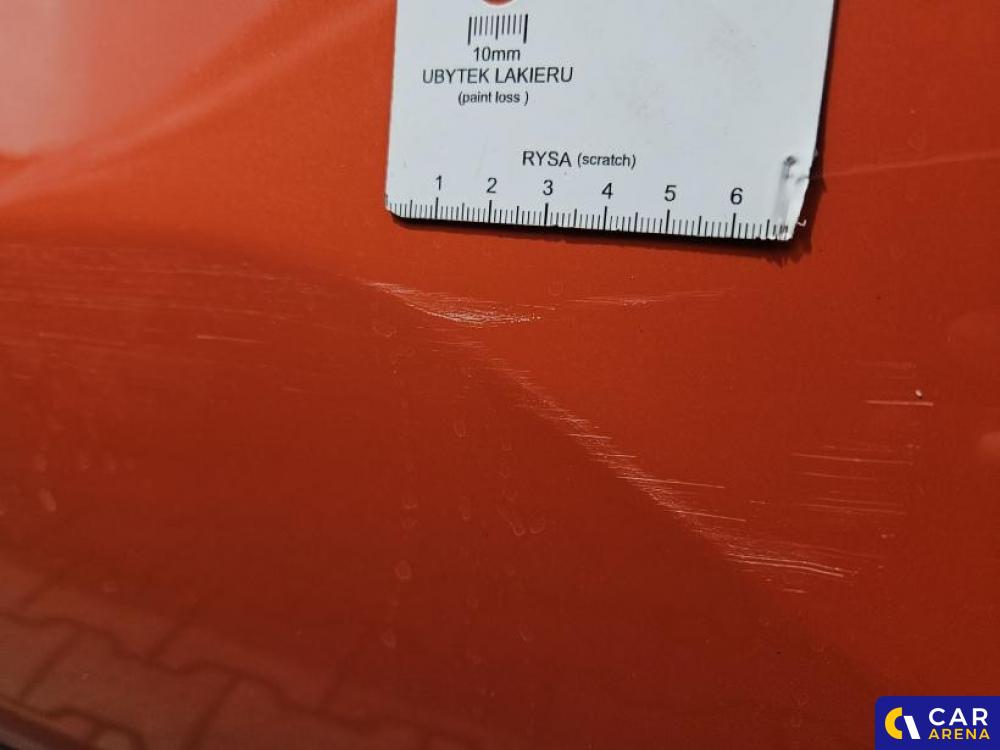 10mm
UBYTEK LAKIERU
(paint loss )
RYSA (scratch)
1 2 3 4 5 6
CAR
ARENA